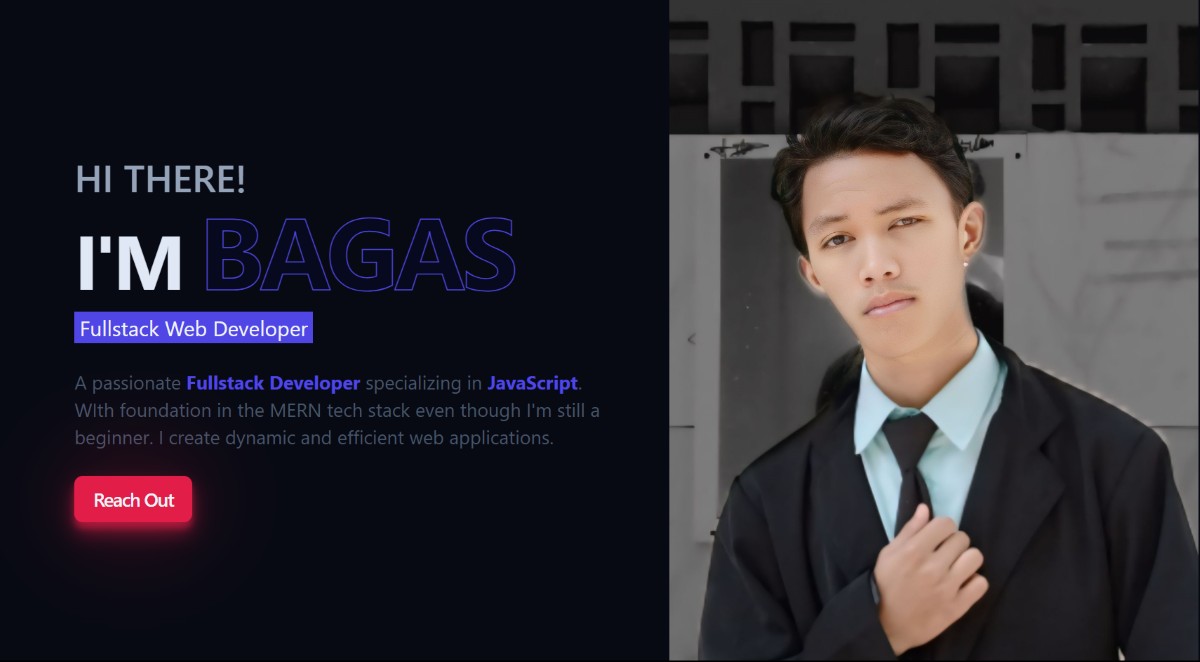 HI THERE!
I'M BAGAS
Fullstack Web Developer
A passionate Fullstack Developer specializing in JavaScript.
WIth foundation in the MERN tech stack even though I'm still a
beginner. I create dynamic and efficient web applications.
Reach Out